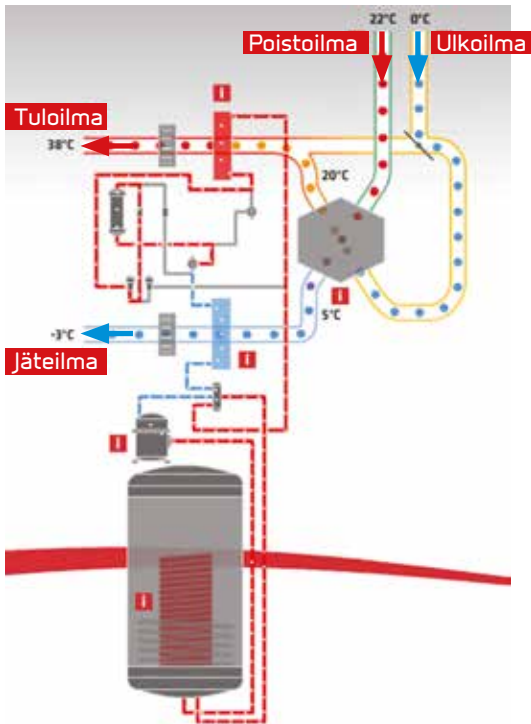 22°C 0°C
Poistoilma Ulkoilma
i
Tuloilma
38°C
20°C
i
5°C
-3°C
i
Jäteilma
i
i